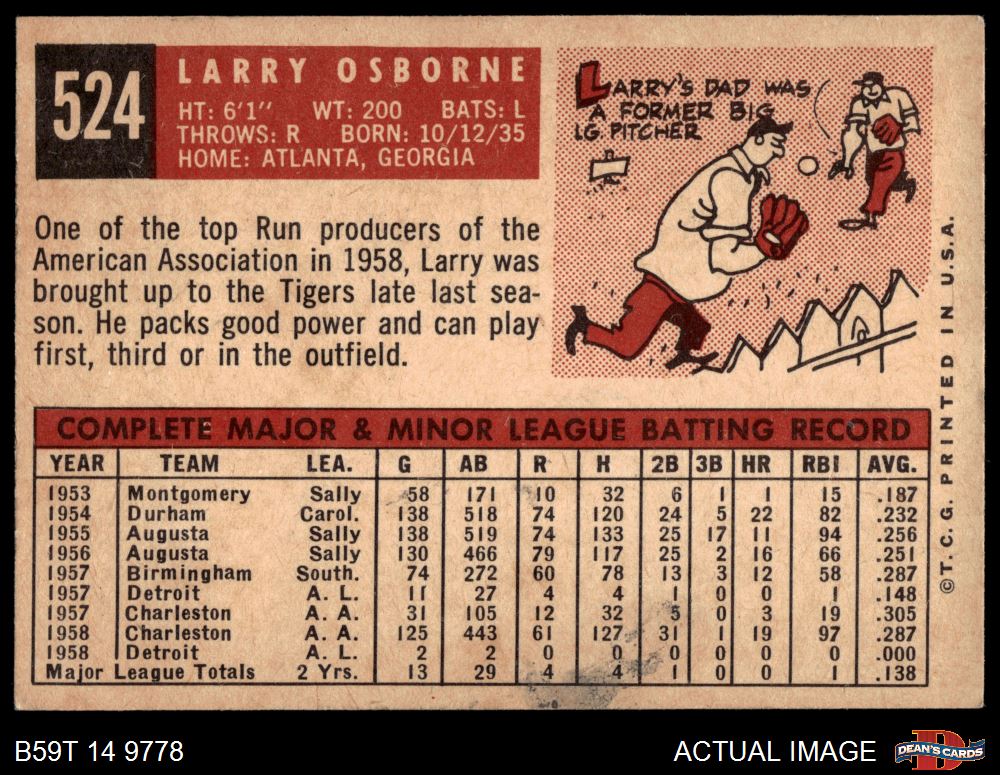 524
LARRY OSBORNE
HT: 6'1" WT: 200 BATS: L
THROWS: R BORN: 10/12/35
HOME: ATLANTA, GEORGIA
LARRY'S DAD WAS
A FORMER BIG
LG PITCHER
One of the top Run producers of the
American Association in 1958, Larry was
brought up to the Tigers late last sea-
son. He packs good power and can play
first, third or in the outfield.
COMPLETE MAJOR & MINOR LEAGUE BATTING RECORD
YEAR TEAM LEA. G AB R H 2B 3B HR RBI AVG.
1953 Montgomery Sally 58 171 10 32 6 1 1 15 .187
1954 Durham Carol. 138 518 74 120 24 5 22 82 .232
1955 Augusta Sally 138 519 74 133 25 17 11 94 .256
1956 Augusta Sally 130 466 79 117 25 2 16 66 .251
1957 Birmingham South. 74 272 60 78 13 3 12 58 .287
1957 Detroit A. L. 11 27 4 4 1 0 0 1 .148
1957 Charleston A. A. 31 105 12 32 5 0 3 19 .305
1958 Charleston A. A. 125 443 61 127 31 1 19 97 .287
1958 Detroit A. L. 2 2 0 0 0 0 0 0 .000
Major League Totals 2 Yrs. 13 29 4 4 1 0 0 1 .138
©T. C. G. PRINTED IN U.S.A.
B59T 14 9778
ACTUAL IMAGE
DEAN'S CARDS